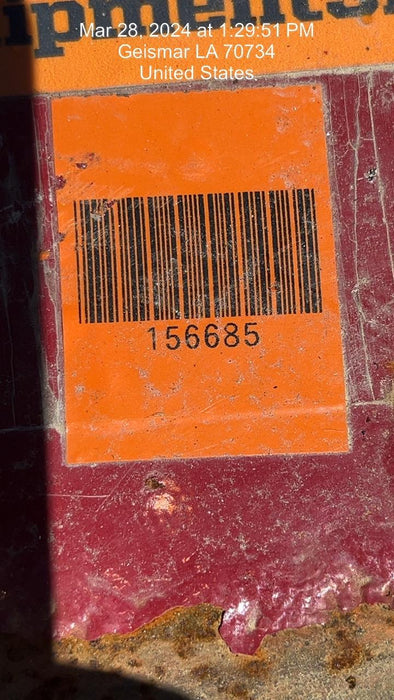 Mar 28, 2024 at 1:29:51 PM
Geismar LA 70734
United States
156685